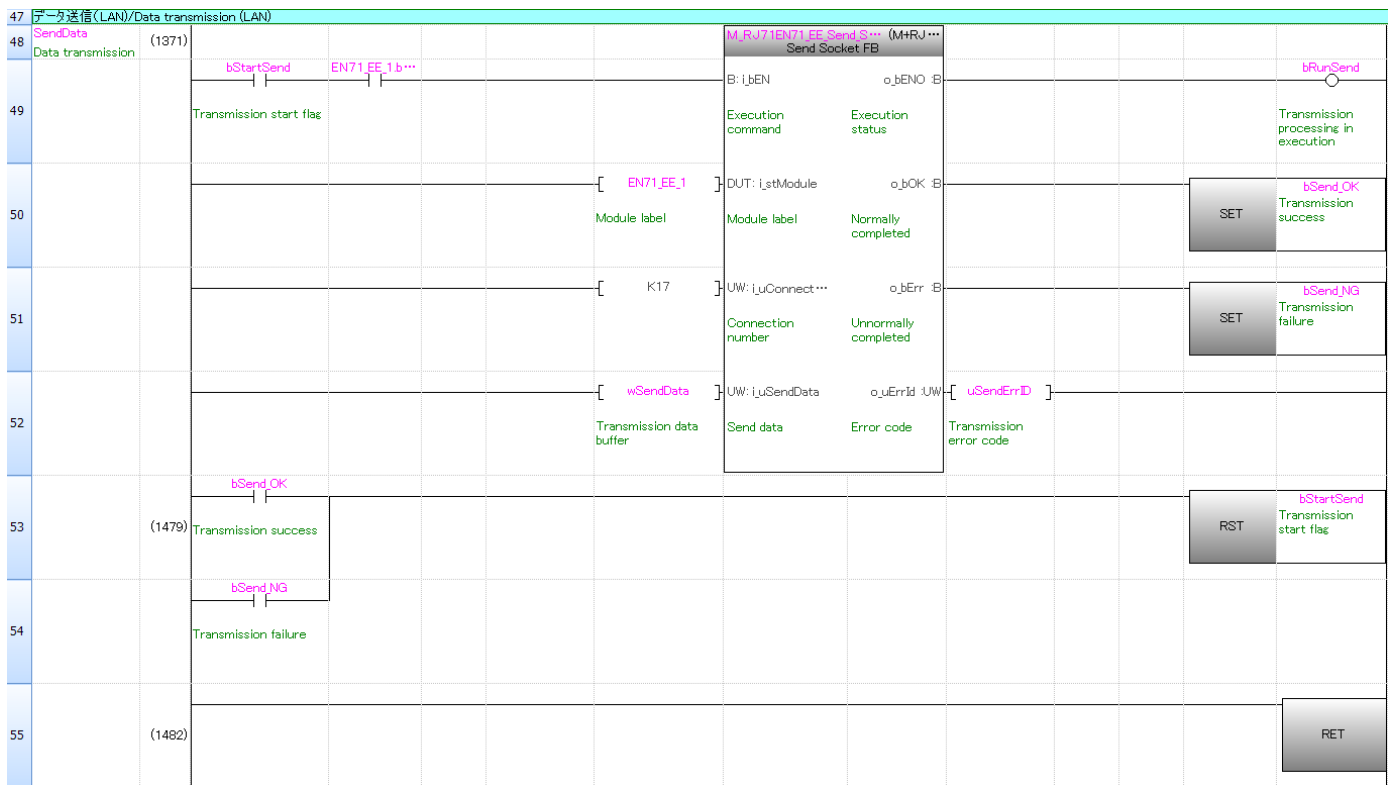 47 データ送信(LAN)/Data transmission (LAN)
48 SendData
Data transmission
(1371)
M_RJ71EN71_EE_Send_S… (M+RJ…
Send Socket FB
49
bStartSend
Transmission start flag
EN71_EE_1.b…
B: i_bEN
Execution
command
o_bENO :B
Execution
status
bRunSend
Transmission
processing in
execution
50
EN71_EE_1
Module label
DUT: i_stModule
Module label
o_bOK :B
Normally
completed
SET
bSend_OK
Transmission
success
51
K17
UW: i_uConnect…
Connection
number
o_bErr :B
Unnormally
completed
SET
bSend_NG
Transmission
failure
52
wSendData
Transmission data
buffer
UW: i_uSendData
Send data
o_uErrId :UW
Error code
uSendErrID
Transmission
error code
53
(1479)
bSend_OK
Transmission success
RST
bStartSend
Transmission
start flag
54
bSend_NG
Transmission failure
55
(1482)
RET